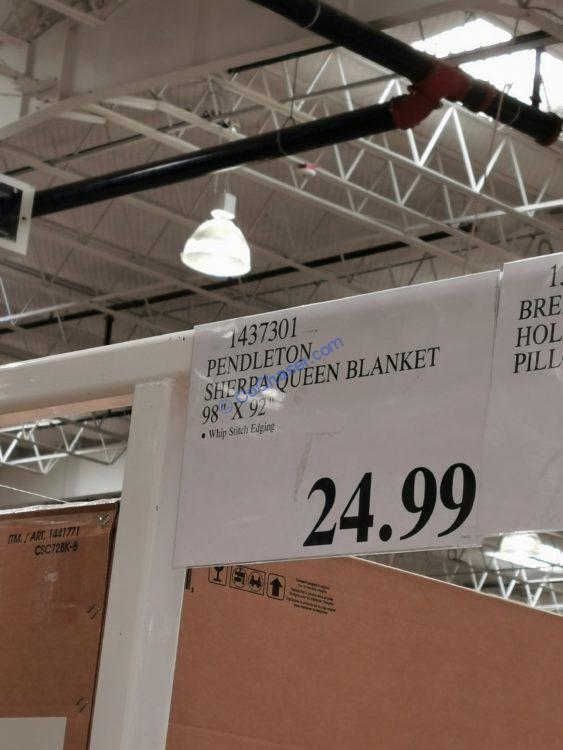 1437301
PENDLETON
SHERPA QUEEN BLANKET
98" X 92"
• Whip Stitch Edging
24.99
BRE
HOL
PILL
ITM. / ART. 1441771
CSC72BK-6